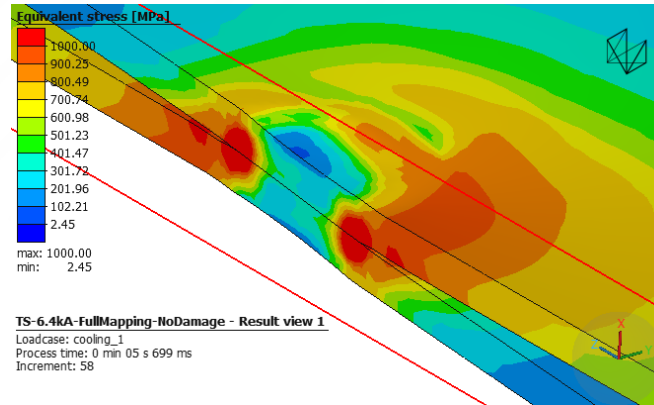 Equivalent stress [MPa]
1000.00
900.25
800.49
700.74
600.98
501.23
401.47
301.72
201.96
102.21
2.45
max: 1000.00
min: 2.45
TS-6.4kA-FullMapping-NoDamage - Result view 1
Loadcase: cooling_1
Process time: 0 min 05 s 699 ms
Increment: 58
X
Z
Y